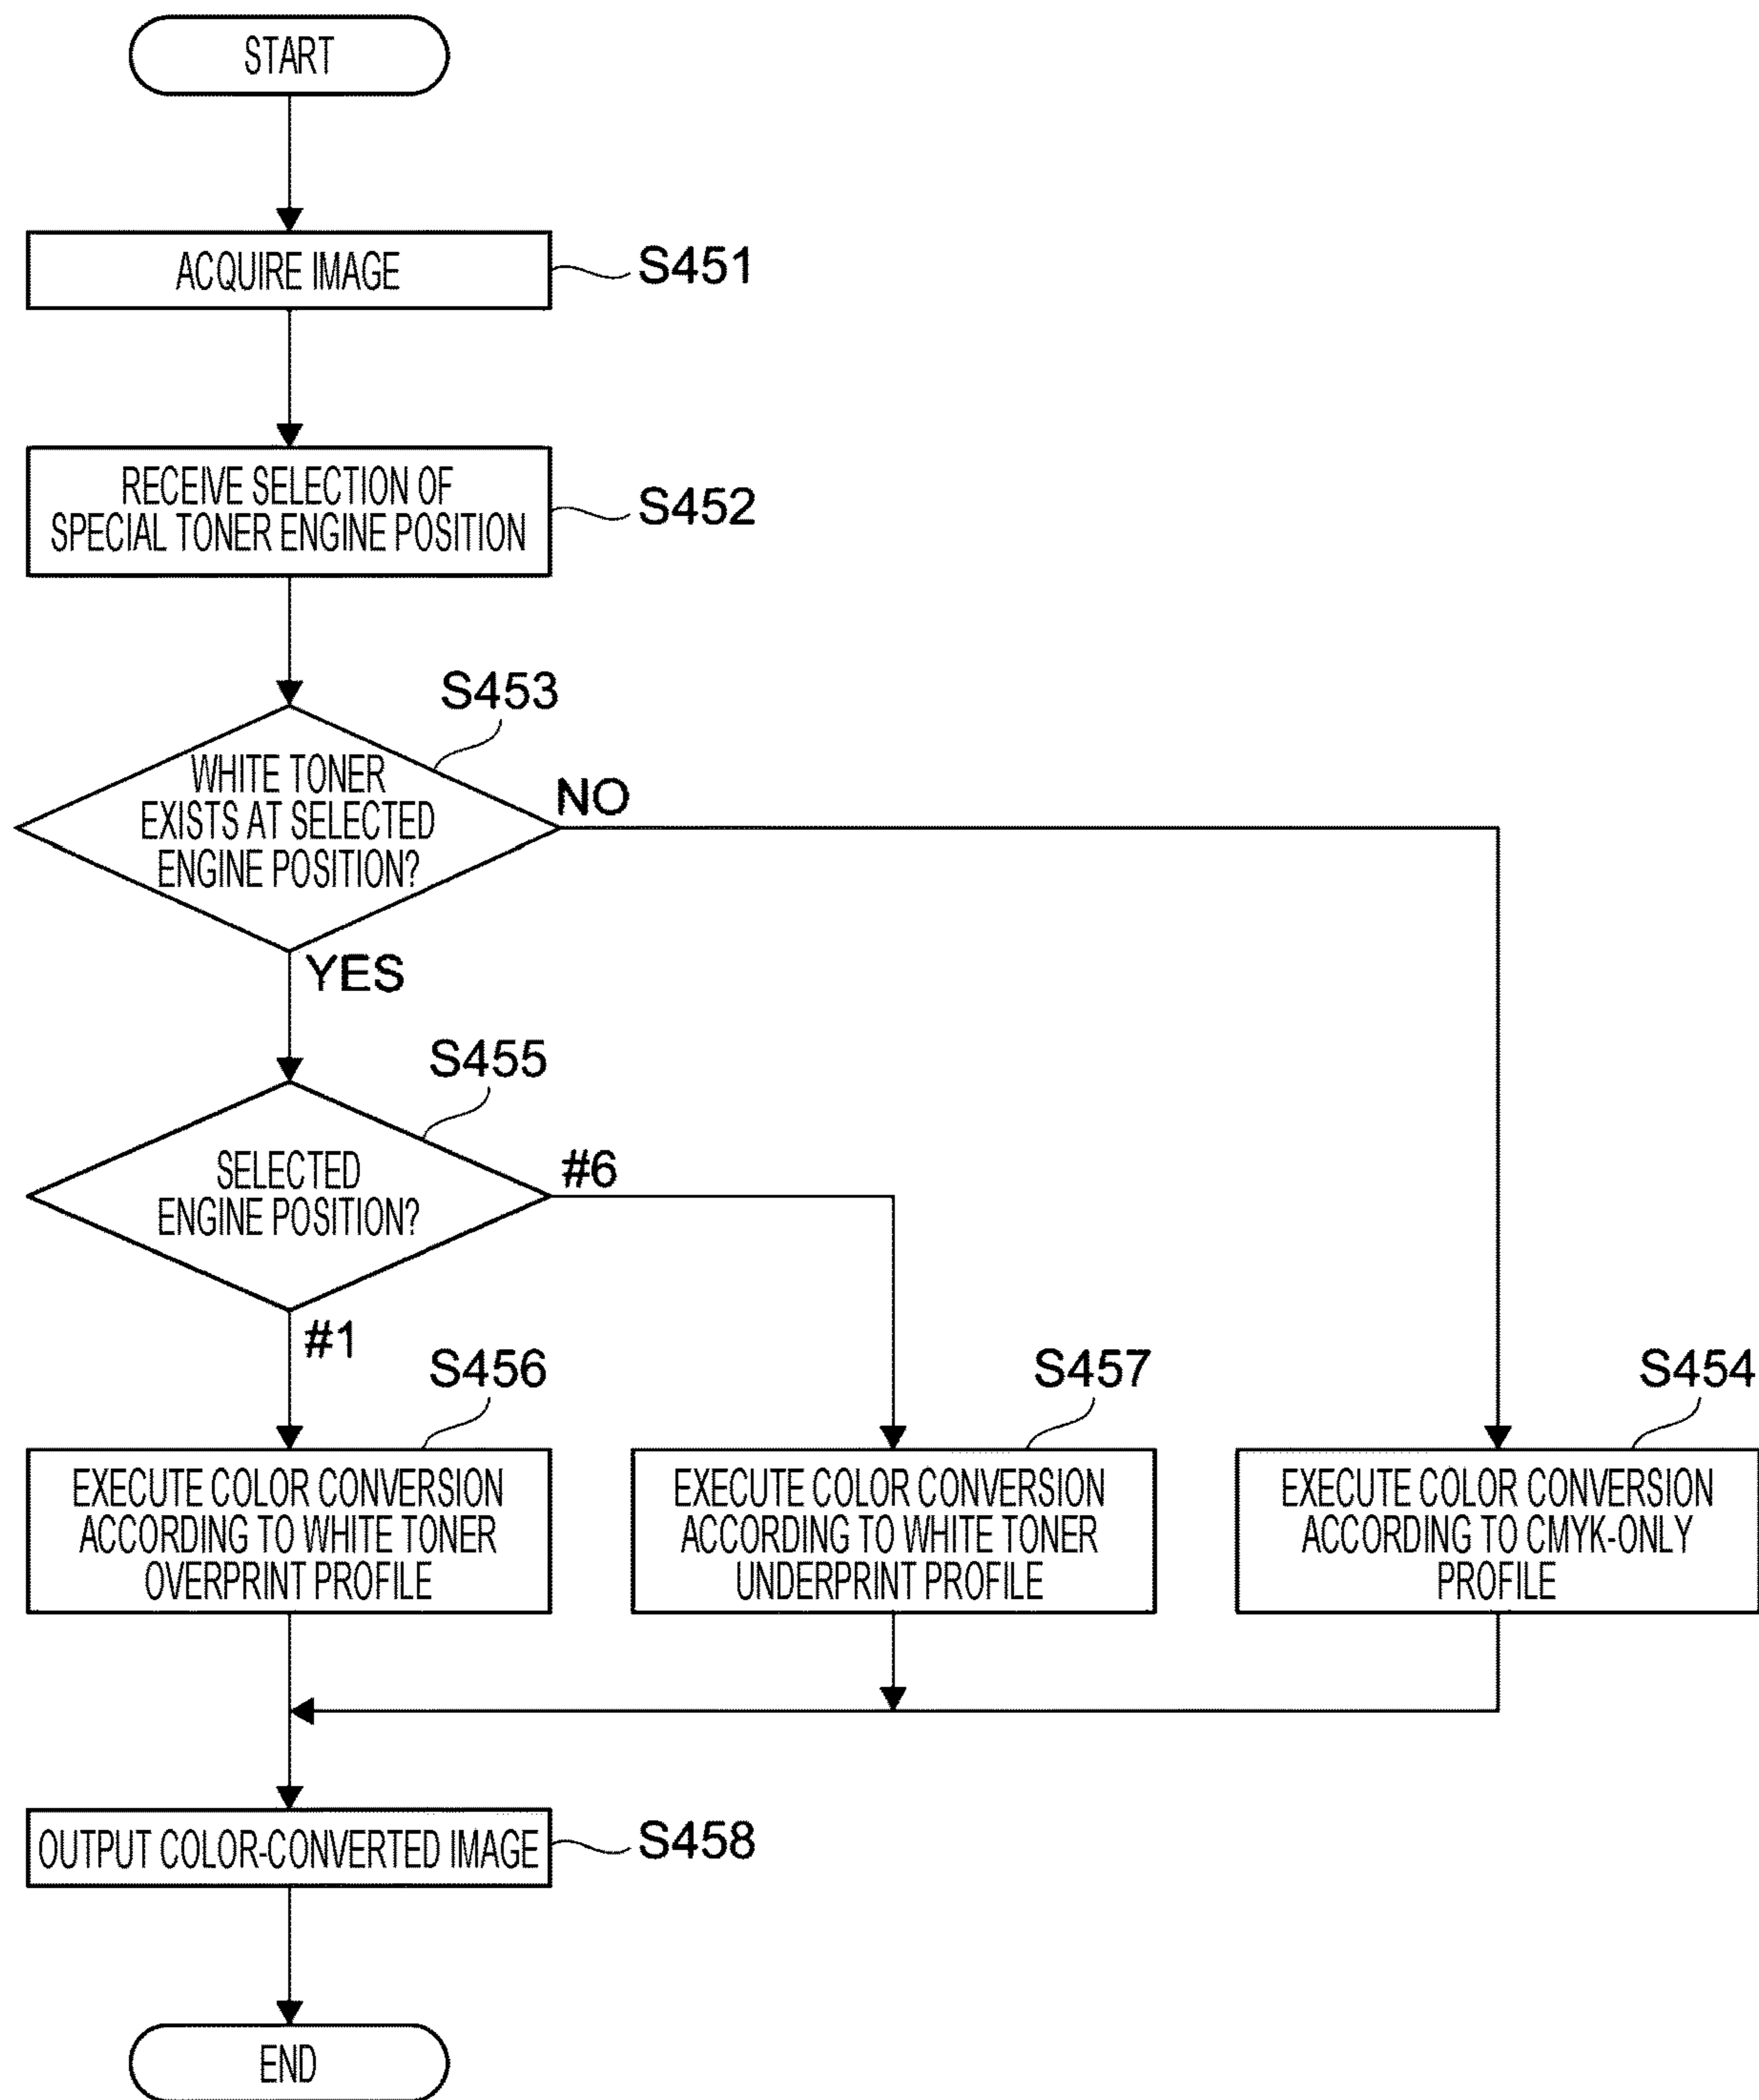 START
ACQUIRE IMAGE
S451
RECEIVE SELECTION OF
SPECIAL TONER ENGINE POSITION
S452
S453
WHITE TONER
EXISTS AT SELECTED
ENGINE POSITION?
NO
YES
S455
SELECTED
ENGINE POSITION?
#6
#1
S456
EXECUTE COLOR CONVERSION
ACCORDING TO WHITE TONER
OVERPRINT PROFILE
S457
EXECUTE COLOR CONVERSION
ACCORDING TO WHITE TONER
UNDERPRINT PROFILE
S454
EXECUTE COLOR CONVERSION
ACCORDING TO CMYK-ONLY
PROFILE
OUTPUT COLOR-CONVERTED IMAGE
S458
END